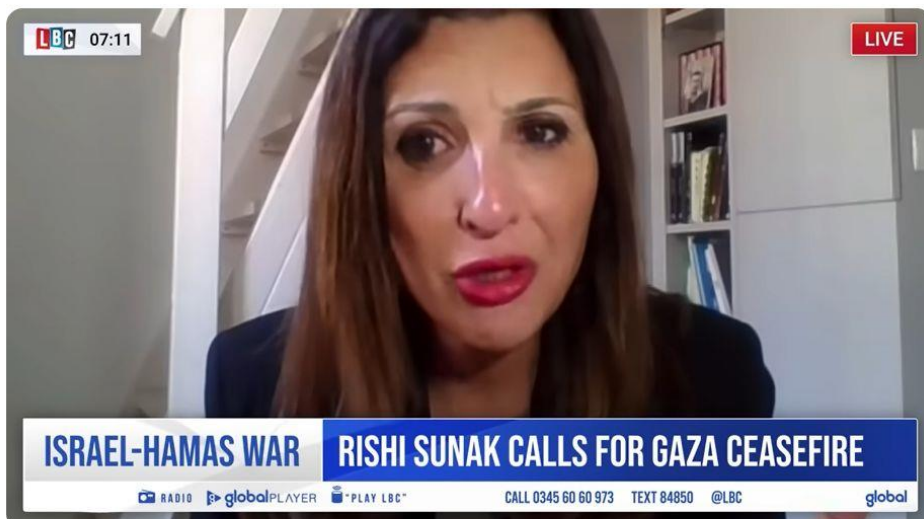 LBC 07:11
LIVE
ISRAEL-HAMAS WAR
RISHI SUNAK CALLS FOR GAZA CEASEFIRE
RADIO globalPLAYER "PLAY LBC" CALL 0345 60 60 973 TEXT 84850 @LBC global